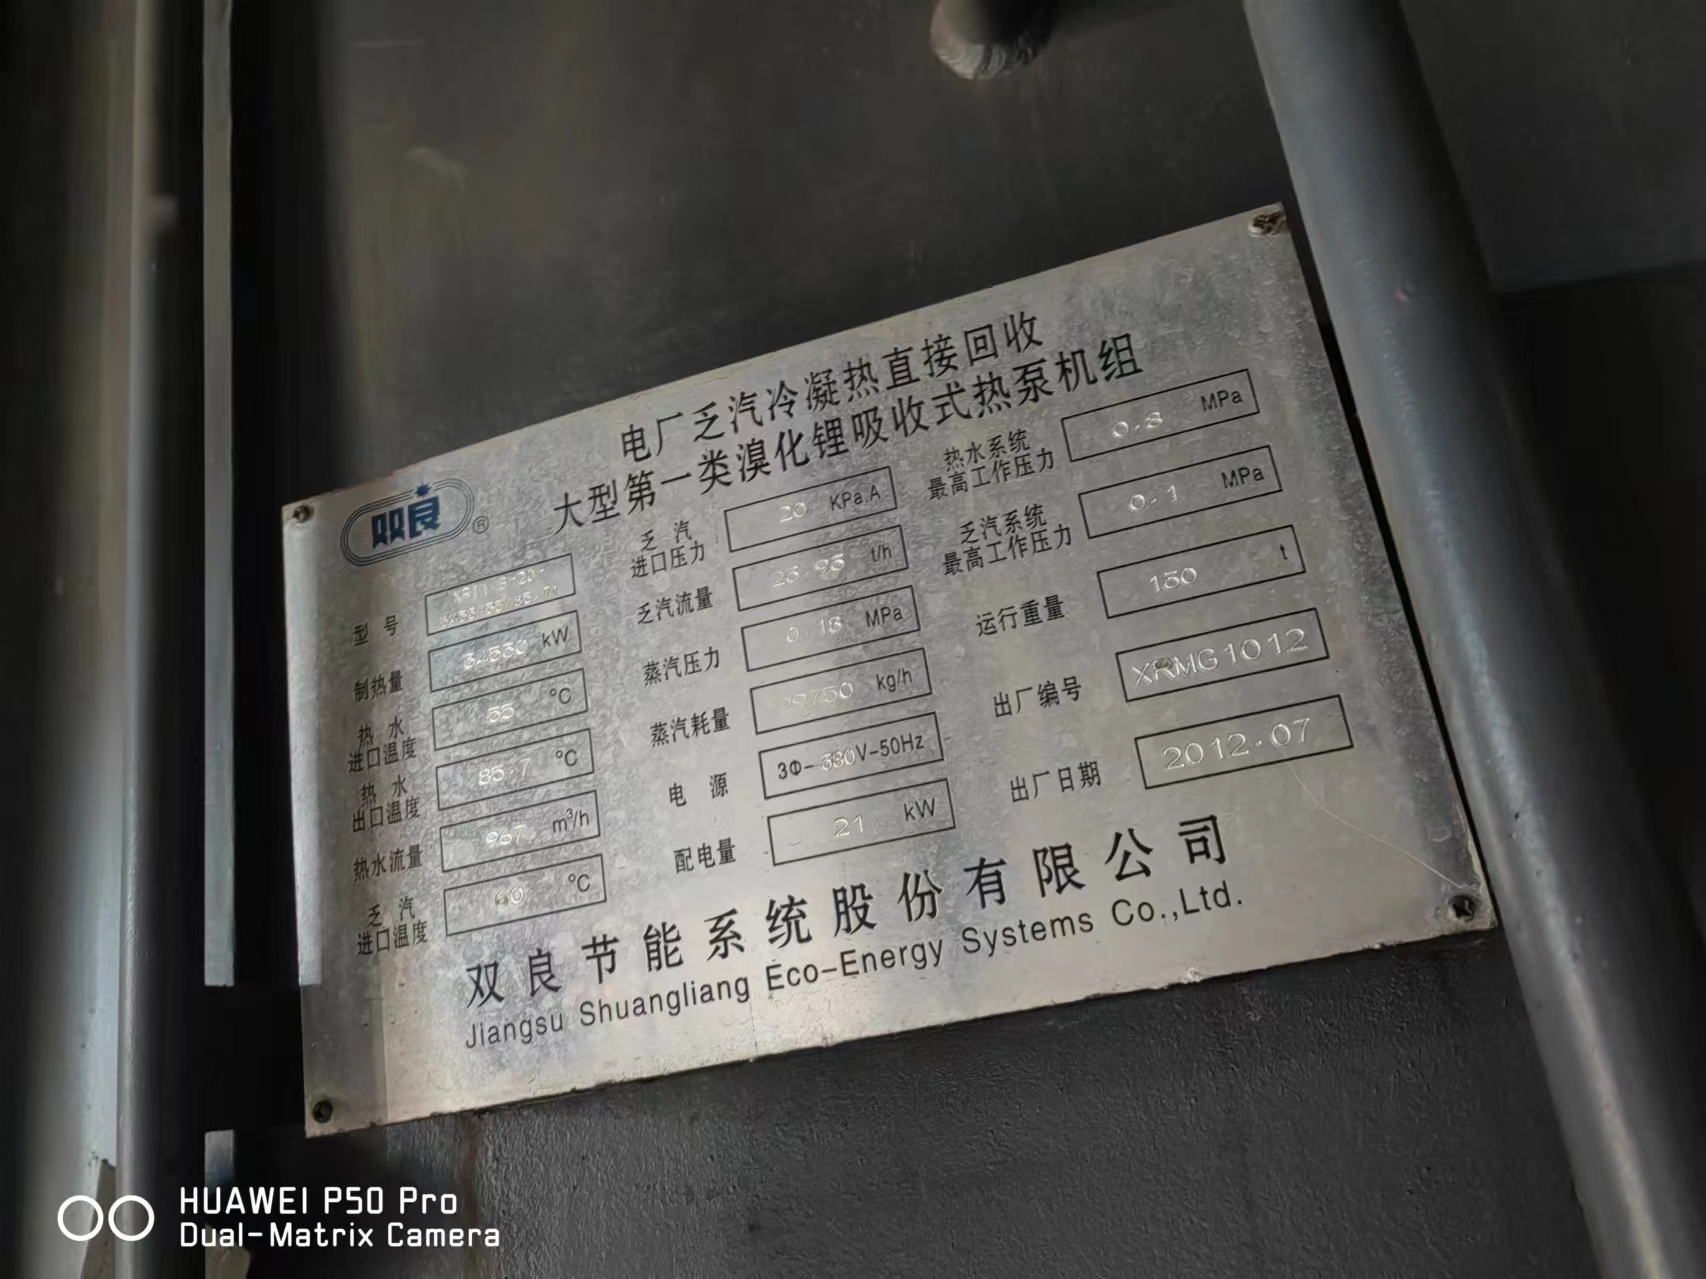 双良®
电厂乏汽冷凝热直接回收
大型第一类溴化锂吸收式热泵机组
型号
制热量 34530 kW
热水进口温度 55 °C
热水出口温度 85.7 °C
热水流量 967 m³/h
乏汽进口温度 60 °C
乏汽进口压力 20 KPa.A
乏汽流量 t/h
蒸汽压力 0.18 MPa
蒸汽耗量 29750 kg/h
电源 3Φ-380V-50Hz
配电量 21 kW
热水系统最高工作压力 0.8 MPa
乏汽系统最高工作压力 0.1 MPa
运行重量 130 t
出厂编号 XRMG1012
出厂日期 2012.07
双良节能系统股份有限公司
Jiangsu Shuangliang Eco-Energy Systems Co.,Ltd.
HUAWEI P50 Pro
Dual-Matrix Camera